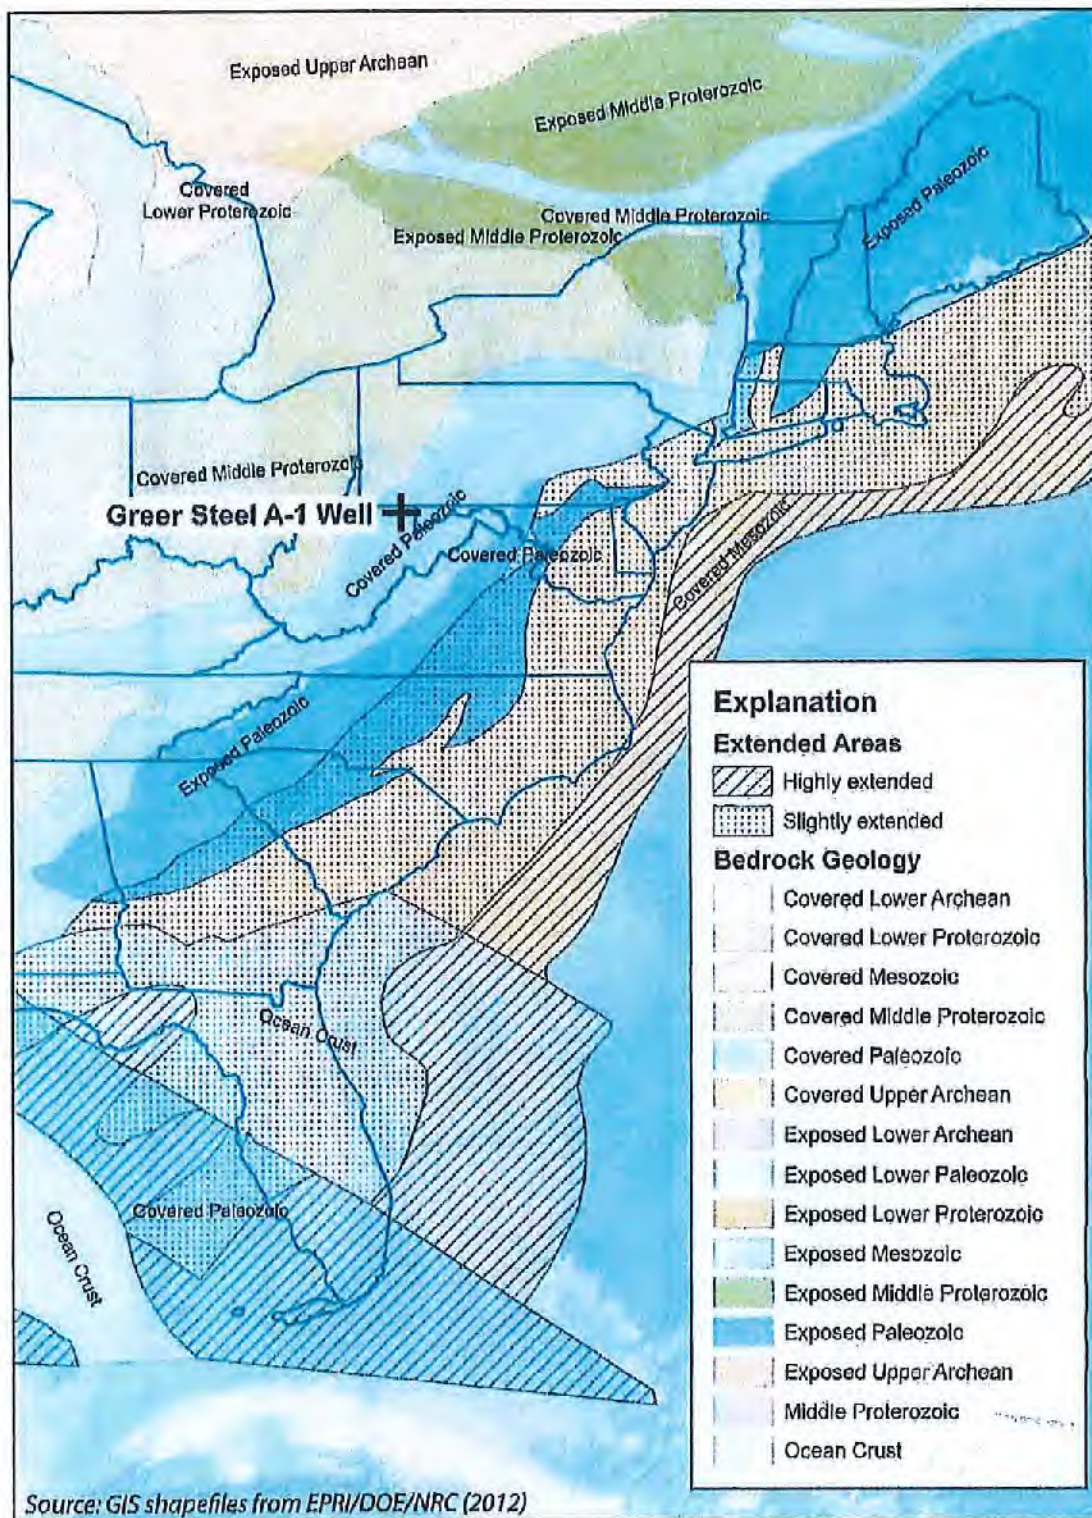 Exposed Upper Archean
Exposed Middle Proterozoic
Covered
Lower Proterozoic
Covered Middle Proterozoic
Exposed Middle Proterozoic
Exposed Paleozoic
Covered Middle Proterozoic
Greer Steel A-1 Well
Covered Paleozoic
Covered Paleozoic
Covered Mesozoic
Exposed Paleozoic
Ocean Crust
Covered Paleozoic
Ocean Crust
Explanation
Extended Areas
Highly extended
Slightly extended
Bedrock Geology
Covered Lower Archean
Covered Lower Proterozoic
Covered Mesozoic
Covered Middle Proterozoic
Covered Paleozoic
Covered Upper Archean
Exposed Lower Archean
Exposed Lower Paleozoic
Exposed Lower Proterozoic
Exposed Mesozoic
Exposed Middle Proterozoic
Exposed Paleozoic
Exposed Upper Archean
Middle Proterozoic
Ocean Crust
Source: GIS shapefiles from EPRI/DOE/NRC (2012)